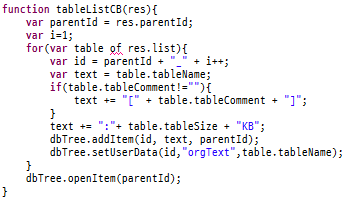 function tableListCB(res){
    var parentId = res.parentId;
    var i=1;
    for(var table of res.list){
        var id = parentId + "_" + i++;
        var text = table.tableName;
        if(table.tableComment!=""){
            text += "[" + table.tableComment + "]";
        }
        text += ":"+ table.tableSize + "KB";
        dbTree.addItem(id, text, parentId);
        dbTree.setUserData(id,"orgText",table.tableName);
    }
    dbTree.openItem(parentId);
}